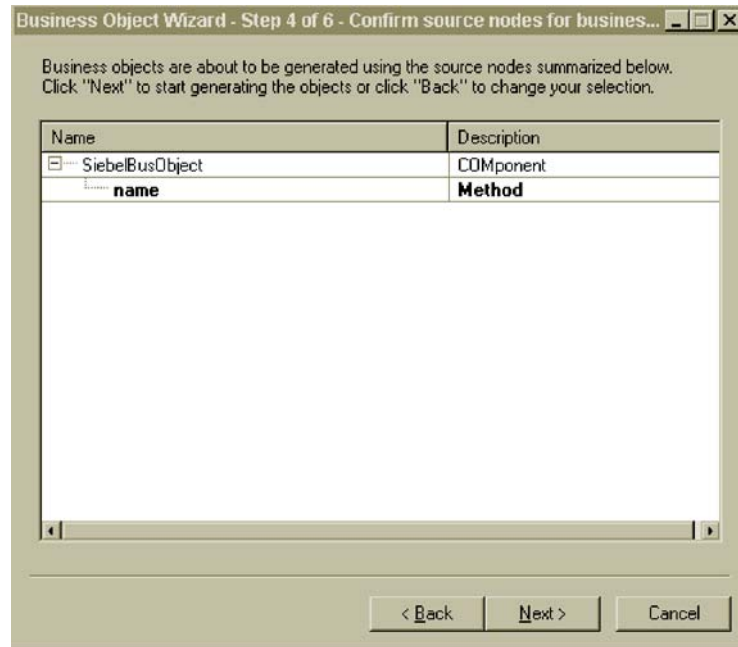 Business Object Wizard - Step 4 of 6 - Confirm source nodes for busines...
Business objects are about to be generated using the source nodes summarized below.
Click "Next" to start generating the objects or click "Back" to change your selection.
Name Description
SiebelBusObject COMponent
name Method
< Back Next > Cancel